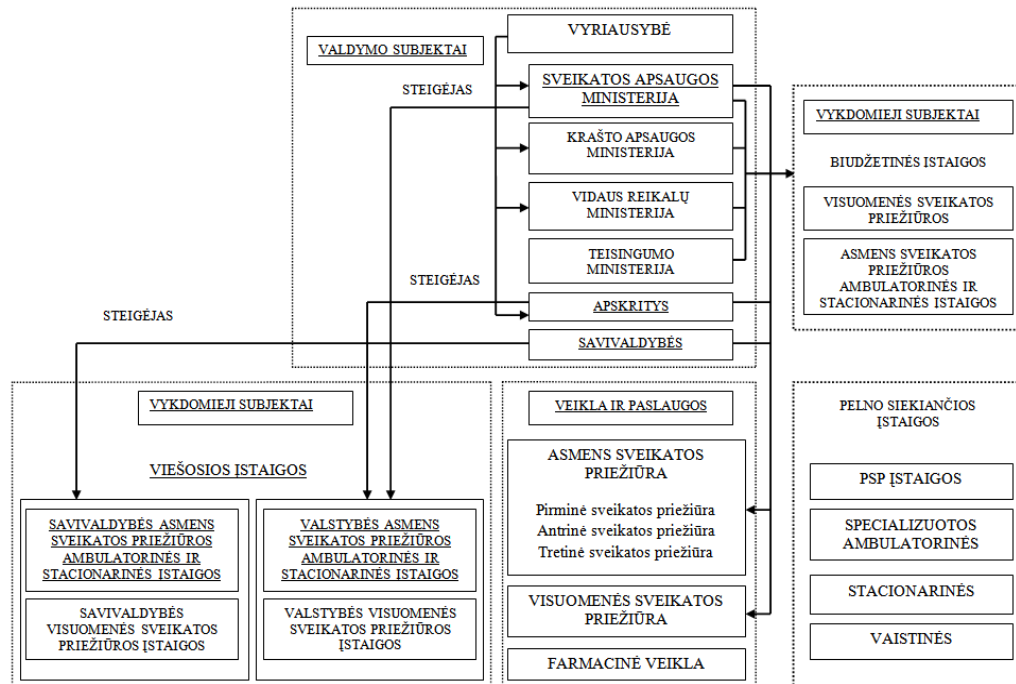 VYRIAUSYBĖ
VALDYMO SUBJEKTAI
STEIGĖJAS
SVEIKATOS APSAUGOS
MINISTERIJA
KRAŠTO APSAUGOS
MINISTERIJA
VIDAUS REIKALŲ
MINISTERIJA
TEISINGUMO
MINISTERIJA
STEIGĖJAS
APSKRITYS
STEIGĖJAS
SAVIVALDYBĖS
VYKDOMIEJI SUBJEKTAI
BIUDŽETINĖS ISTAIGOS
VISUOMENĖS SVEIKATOS
PRIEŽIŪROS
ASMENS SVEIKATOS
PRIEŽIŪROS
AMBULATORINĖS IR
STACIONARINĖS ISTAIGOS
VYKDOMIEJI SUBJEKTAI
VIEŠOSIOS ĮSTAIGOS
SAVIVALDYBĖS ASMENS
SVEIKATOS PRIEŽIŪROS
AMBULATORINĖS IR
STACIONARINĖS ISTAIGOS
SAVIVALDYBĖS
VISUOMENĖS SVEIKATOS
PRIEŽIŪROS ĮSTAIGOS
VALSTYBĖS ASMENS
SVEIKATOS PRIEŽIŪROS
AMBULATORINĖS IR
STACIONARINĖS ISTAIGOS
VALSTYBĖS VISUOMENĖS
SVEIKATOS PRIEŽIŪROS
ĮSTAIGOS
VEIKLA IR PASLAUGOS
ASMENS SVEIKATOS
PRIEŽIŪRA
Pirminė sveikatos priežiūra
Antrinė sveikatos priežiūra
Tretinė sveikatos priežiūra
VISUOMENĖS SVEIKATOS
PRIEŽIŪRA
FARMACINĖ VEIKLA
PELNO SIEKIANČIOS
ĮSTAIGOS
PSP ĮSTAIGOS
SPECIALIZUOTOS
AMBULATORINĖS
STACIONARINĖS
VAISTINĖS